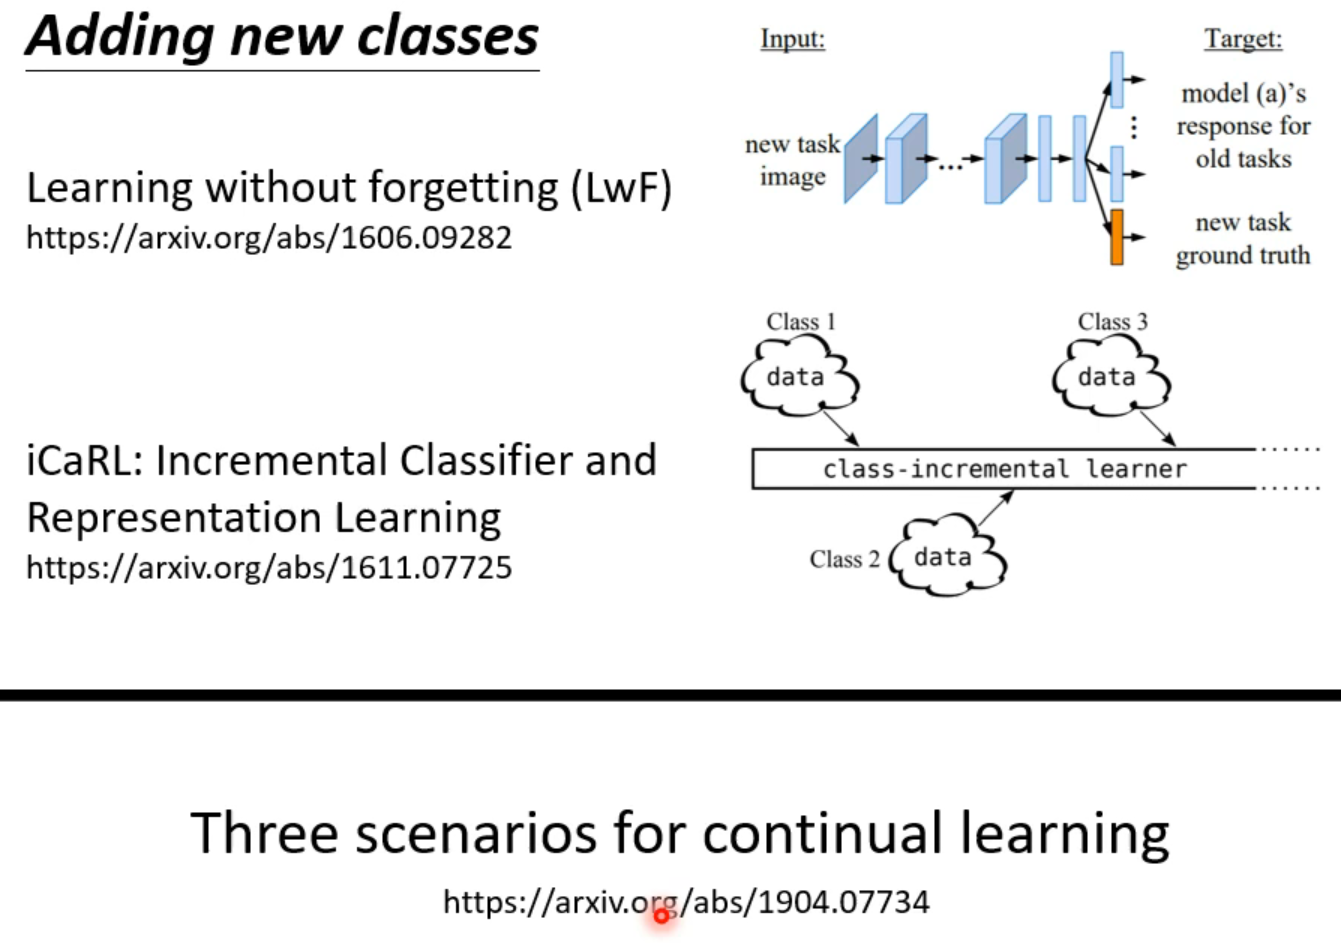 Adding new classes
Learning without forgetting (LwF)
https://arxiv.org/abs/1606.09282
Input:
Target:
new task
image
...
model (a)'s
response for
old tasks
new task
ground truth
iCaRL: Incremental Classifier and
Representation Learning
https://arxiv.org/abs/1611.07725
Class 1
data
Class 3
data
class-incremental learner
Class 2
data
Three scenarios for continual learning
https://arxiv.org/abs/1904.07734